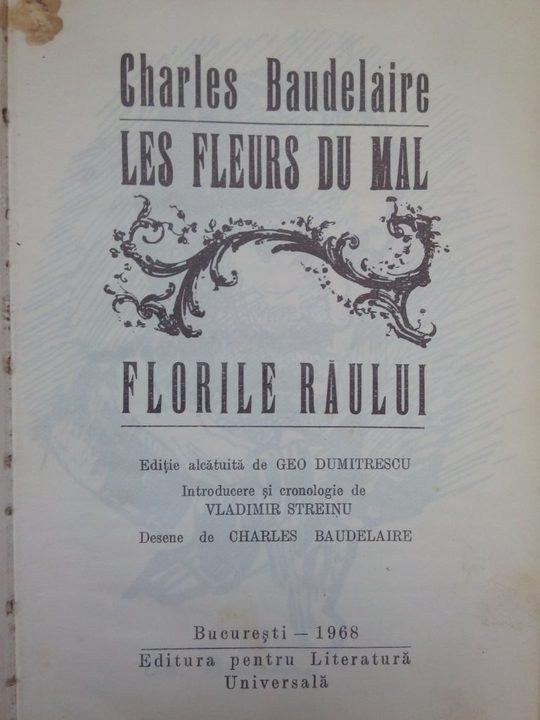 Charles Baudelaire
LES FLEURS DU MAL
FLORILE RĂULUI
Ediție alcătuită de GEO DUMITRESCU
Introducere și cronologie de
VLADIMIR STREINU
Desene de CHARLES BAUDELAIRE
București — 1968
Editura pentru Literatură
Universală